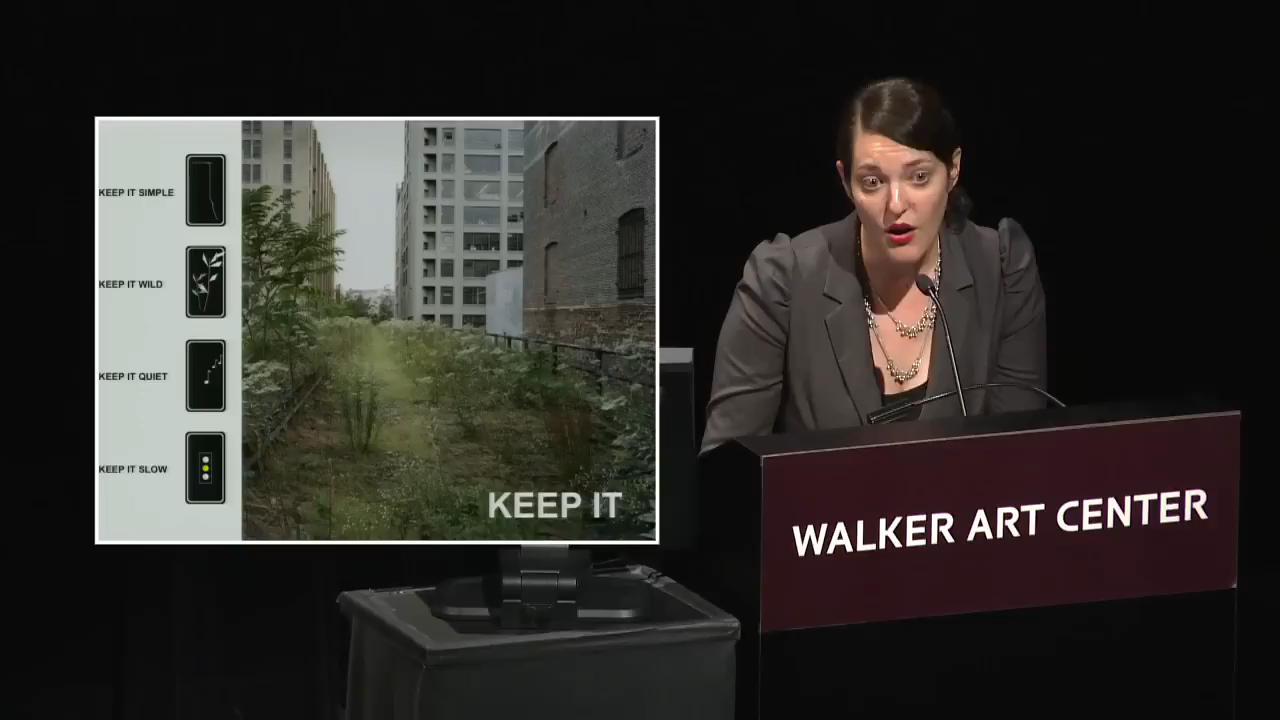 KEEP IT SIMPLE
KEEP IT WILD
KEEP IT QUIET
KEEP IT SLOW
KEEP IT
WALKER ART CENTER